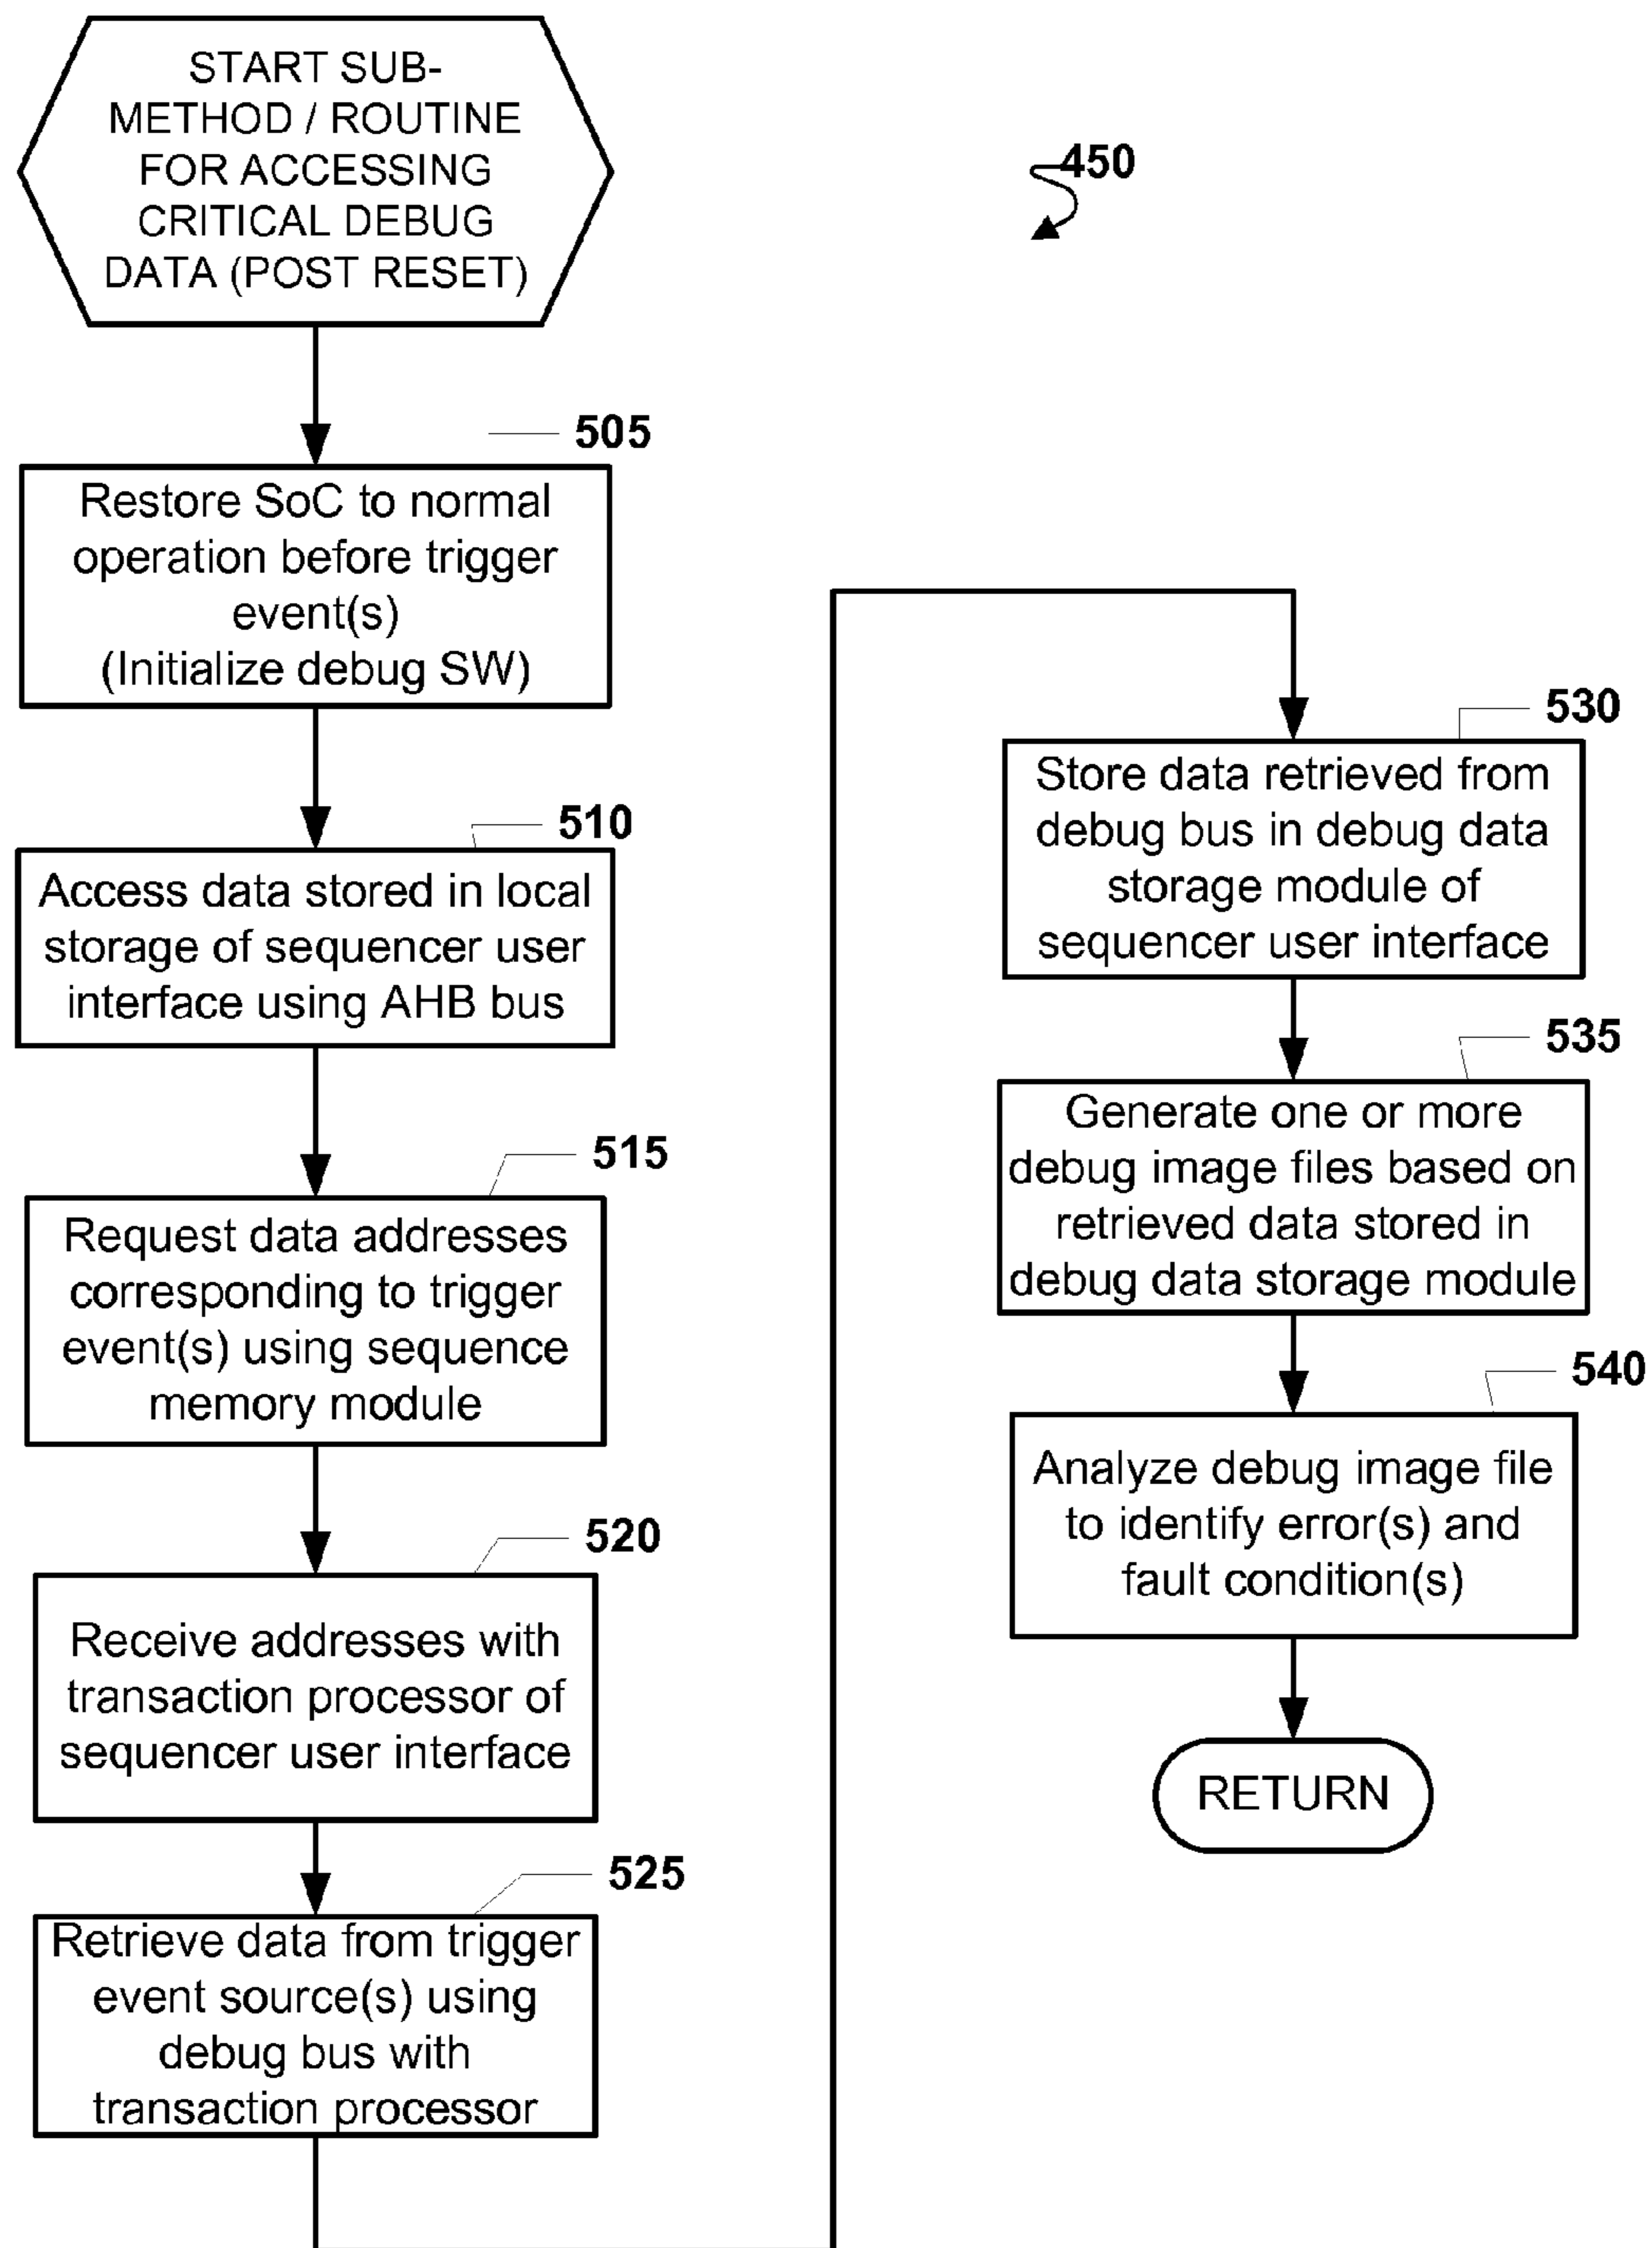 START SUB-
METHOD / ROUTINE
FOR ACCESSING
CRITICAL DEBUG
DATA (POST RESET)
450
505
Restore SoC to normal
operation before trigger
event(s)
(Initialize debug SW)
510
Access data stored in local
storage of sequencer user
interface using AHB bus
515
Request data addresses
corresponding to trigger
event(s) using sequence
memory module
520
Receive addresses with
transaction processor of
sequencer user interface
525
Retrieve data from trigger
event source(s) using
debug bus with
transaction processor
530
Store data retrieved from
debug bus in debug data
storage module of
sequencer user interface
535
Generate one or more
debug image files based on
retrieved data stored in
debug data storage module
540
Analyze debug image file
to identify error(s) and
fault condition(s)
RETURN